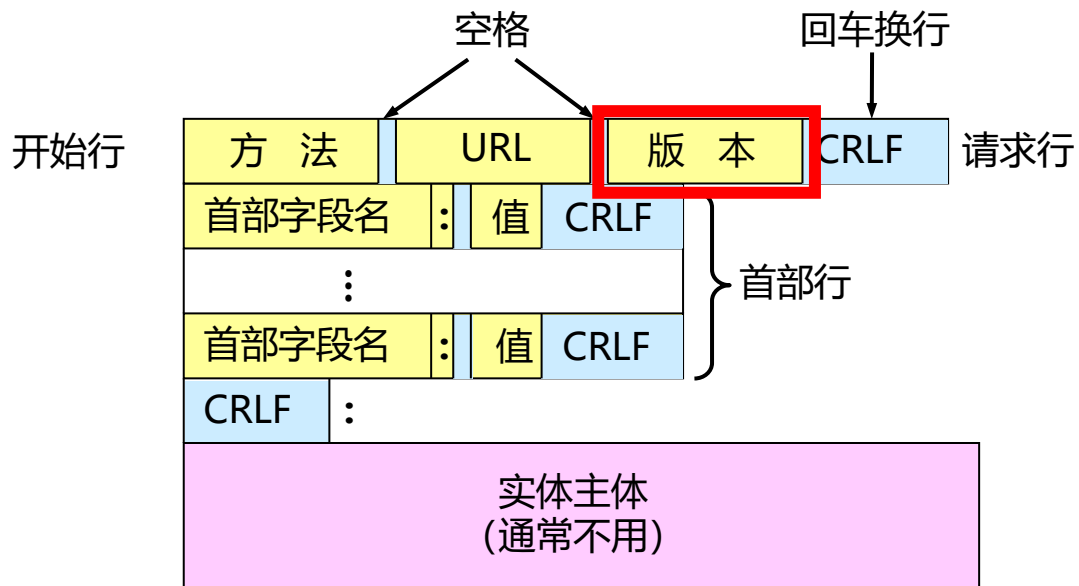 空格 回车换行
开始行 方 法 URL 版 本 CRLF 请求行
首部字段名 : 值 CRLF
⋮ 首部行
首部字段名 : 值 CRLF
CRLF :
实体主体
(通常不用)